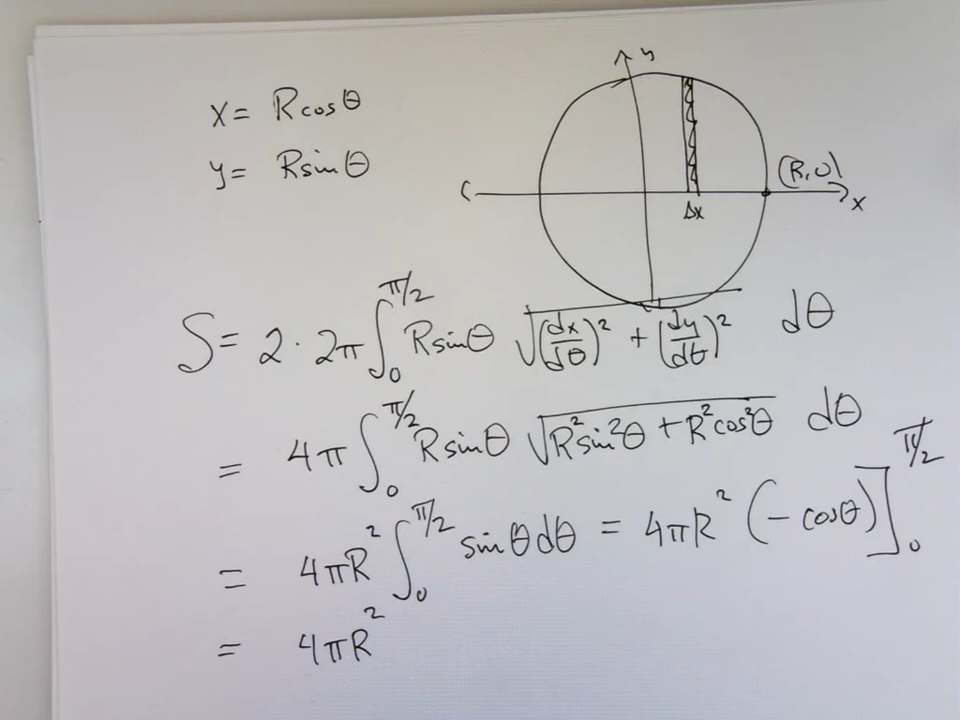 x = R cos θ
y = R sin θ
y
(R, 0)
x
Δx
S = 2 · 2π ∫₀^{π/2} R sin θ √((dx/dθ)² + (dy/dθ)²) dθ
= 4π ∫₀^{π/2} R sin θ √(R² sin² θ + R² cos² θ) dθ
= 4πR² ∫₀^{π/2} sin θ dθ = 4πR² (− cos θ)]₀^{π/2}
= 4πR²